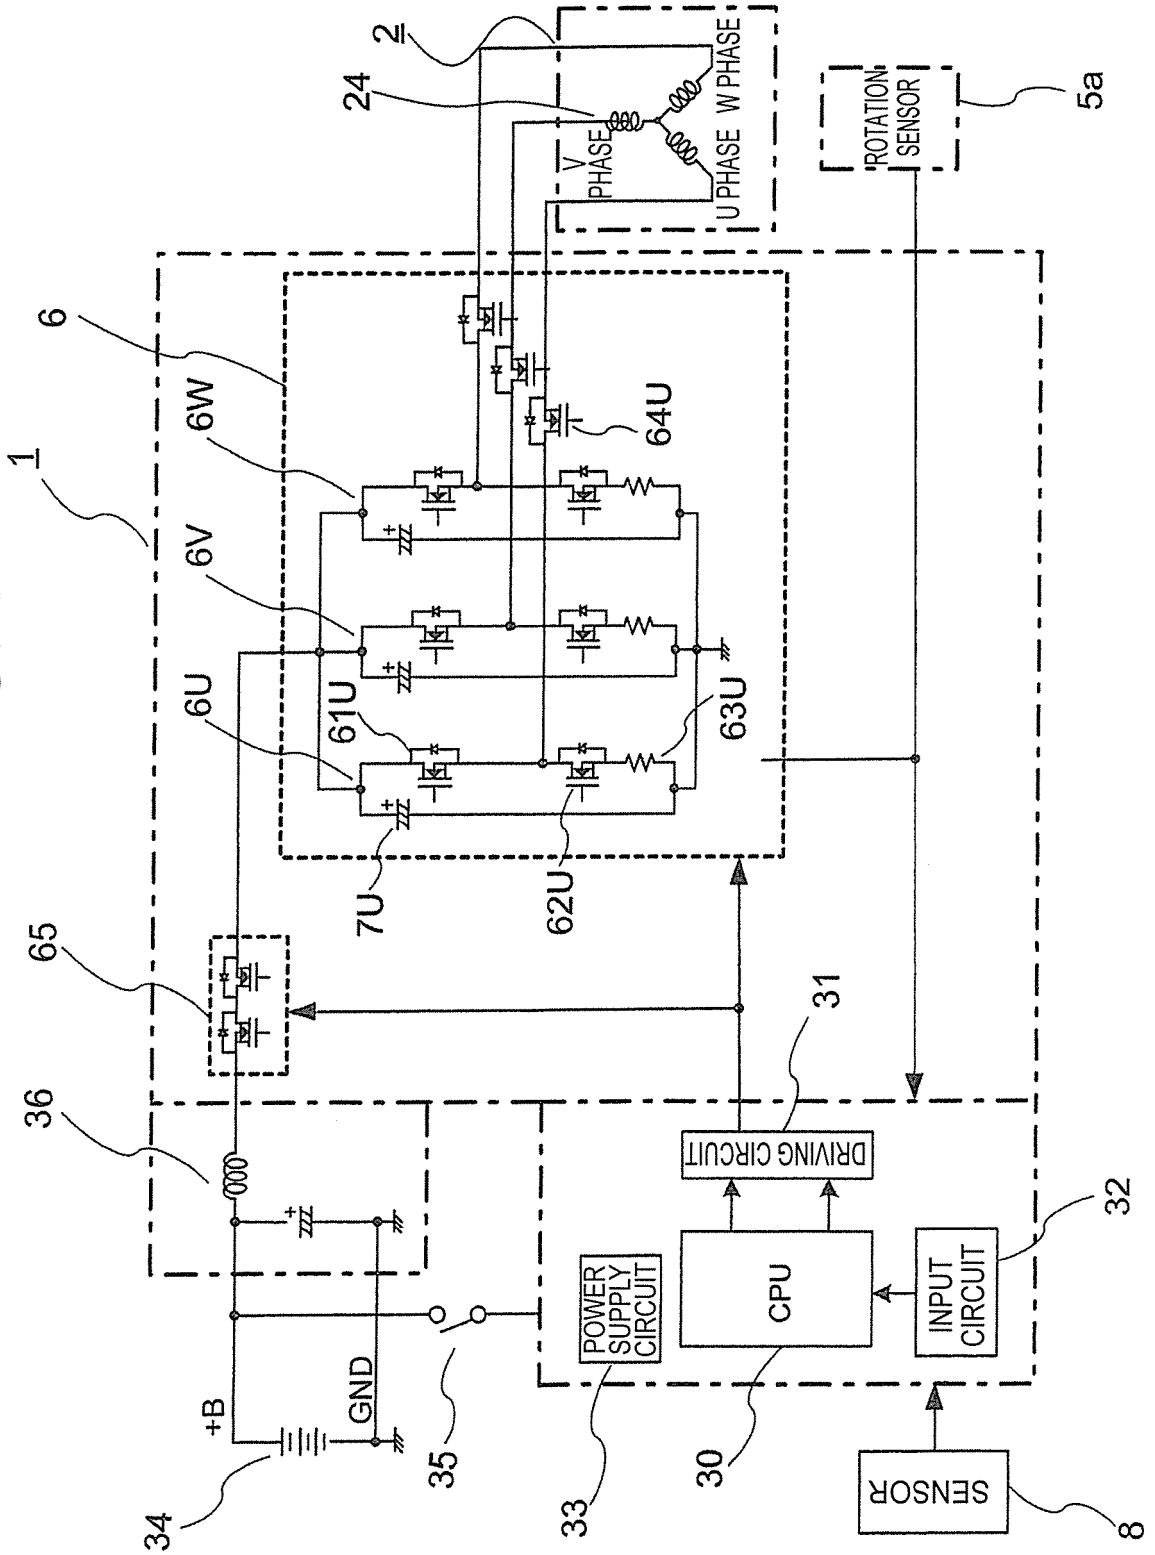 1
36
65
6
34
6U
6V
6W
+B
61U
GND
7U
24
2
35
62U
V
PHASE
33
POWER
SUPPLY
CIRCUIT
64U
30
63U
U PHASE
W PHASE
CPU
31
DRIVING CIRCUIT
ROTATION
SENSOR
SENSOR
INPUT
CIRCUIT
8
32
5a